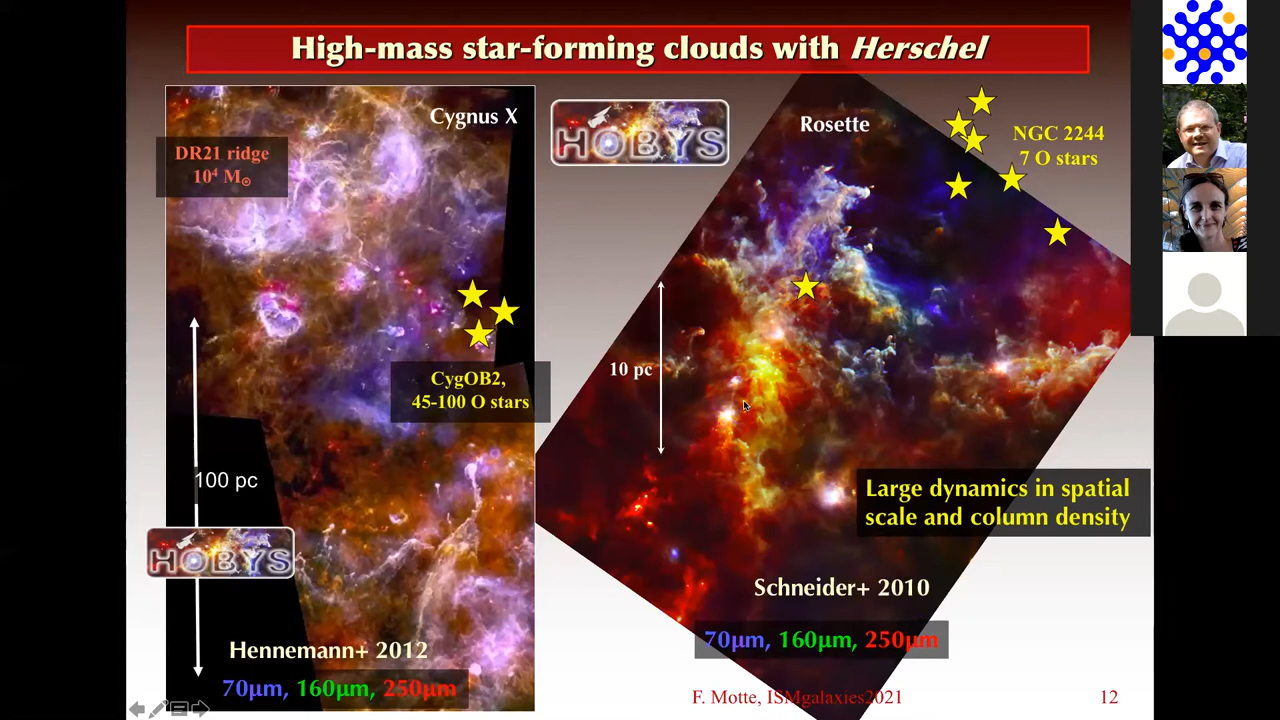 High-mass star-forming clouds with Herschel
Cygnus X
DR21 ridge
10⁴ M☉
CygOB2,
45-100 O stars
100 pc
HOBYS
Hennemann+ 2012
70µm, 160µm, 250µm
HOBYS
Rosette
NGC 2244
7 O stars
10 pc
Large dynamics in spatial
scale and column density
Schneider+ 2010
70µm, 160µm, 250µm
F. Motte, ISMgalaxies2021
12